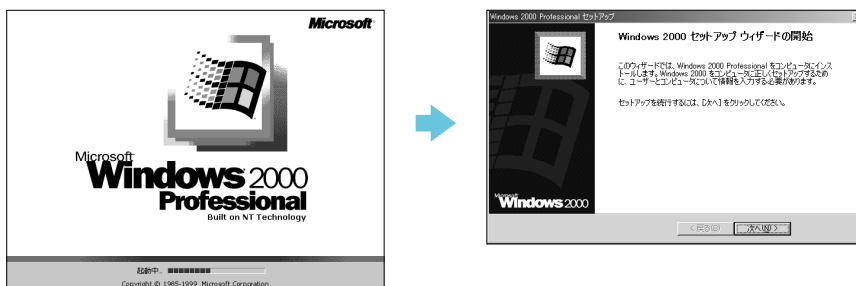 Microsoft
Microsoft
Windows 2000
Professional
Built on NT Technology
起動中...
Copyright © 1985-1999 Microsoft Corporation
Windows 2000 Professional セットアップ
Windows 2000 セットアップ ウィザードの開始
このウィザードでは、Windows 2000 Professional をコンピュータにインス
トールします。Windows 2000 をコンピュータに正しくセットアップするため
に、ユーザーとコンピュータについて情報を入力する必要があります。
セットアップを続行するには、[次へ] をクリックしてください。
Microsoft
Windows 2000
< 戻る(B)
次へ(N) >